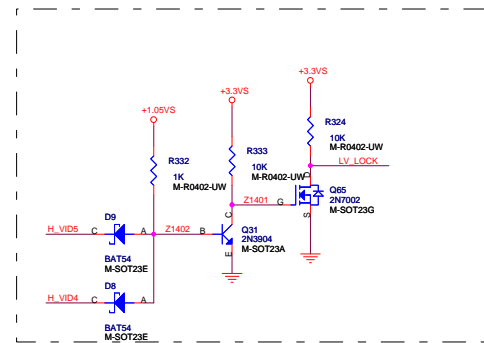 +3.3VS
+3.3VS
+1.05VS
R324
10K
M-R0402-UW
R333
10K
M-R0402-UW
R332
1K
M-R0402-UW
LV_LOCK
D
Q65
2N7002
M-SOT23G
G
S
Z1401
C
Q31
2N3904
M-SOT23A
B
E
Z1402
D9
H_VID5
C
A
BAT54
M-SOT23E
D8
H_VID4
C
A
BAT54
M-SOT23E